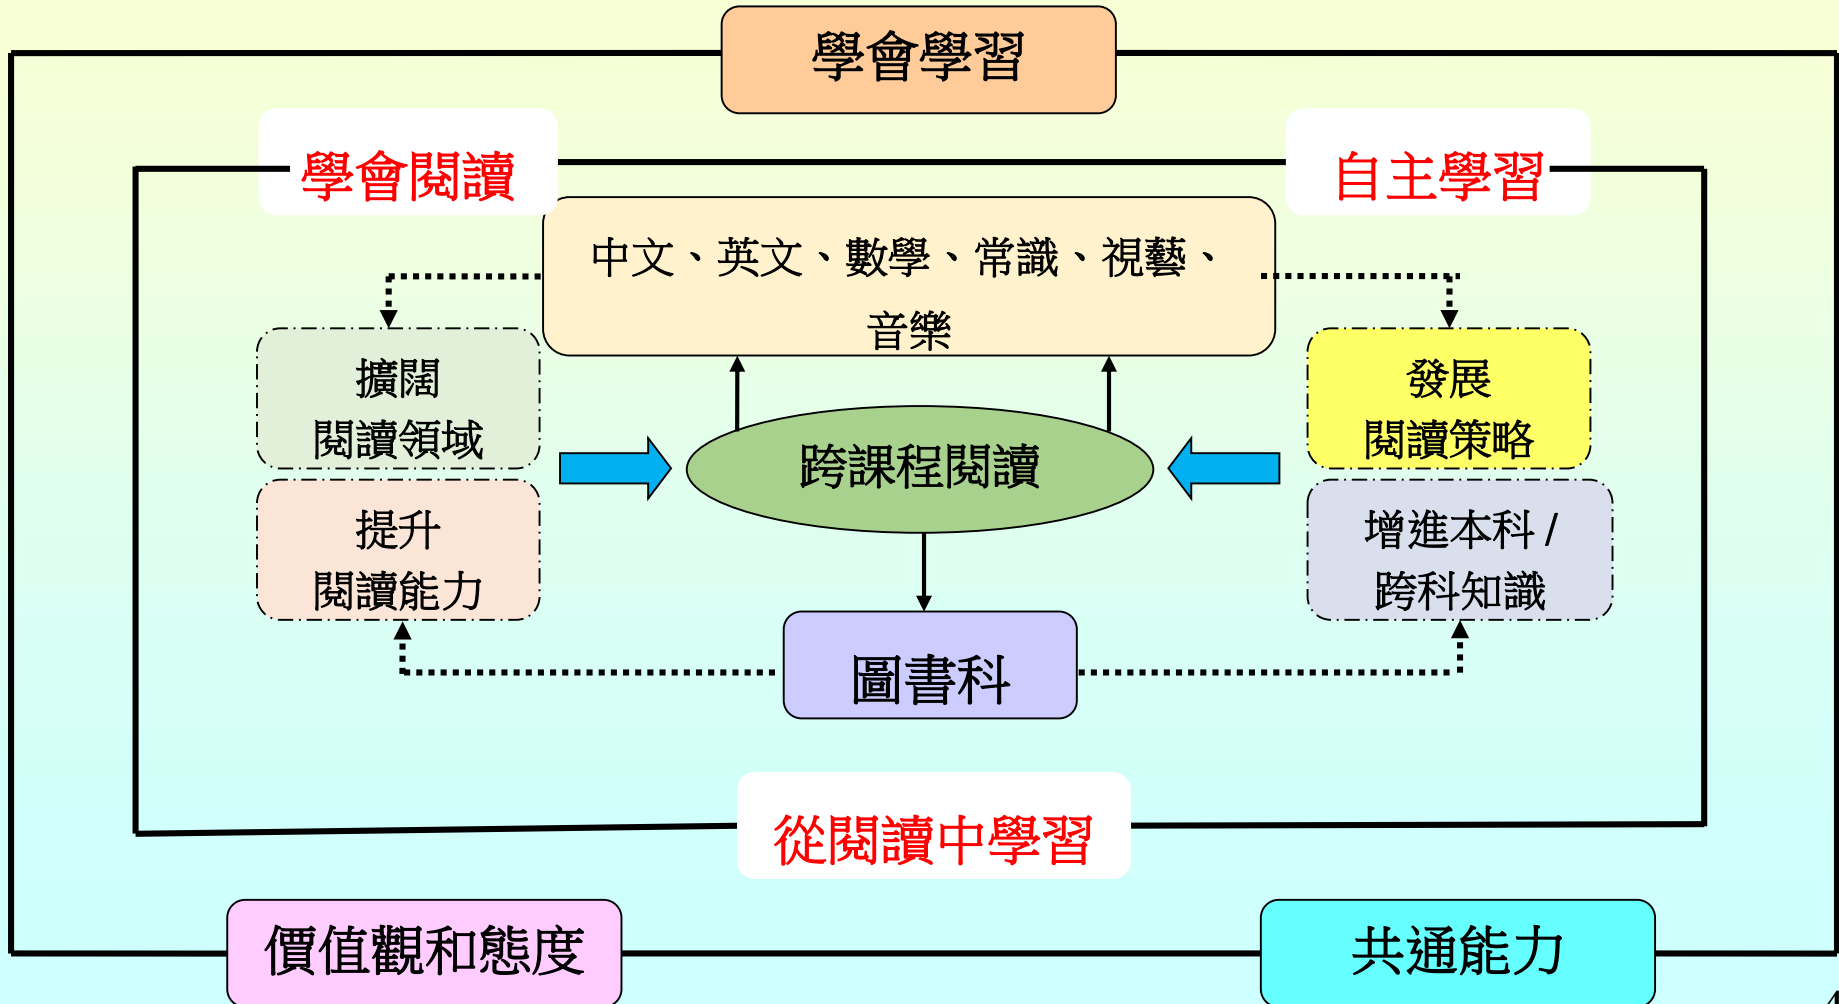 學會學習
學會閱讀
自主學習
中文、英文、數學、常識、視藝、
音樂
擴闊
閱讀領域
發展
閱讀策略
跨課程閱讀
提升
閱讀能力
增進本科 /
跨科知識
圖書科
從閱讀中學習
價值觀和態度
共通能力